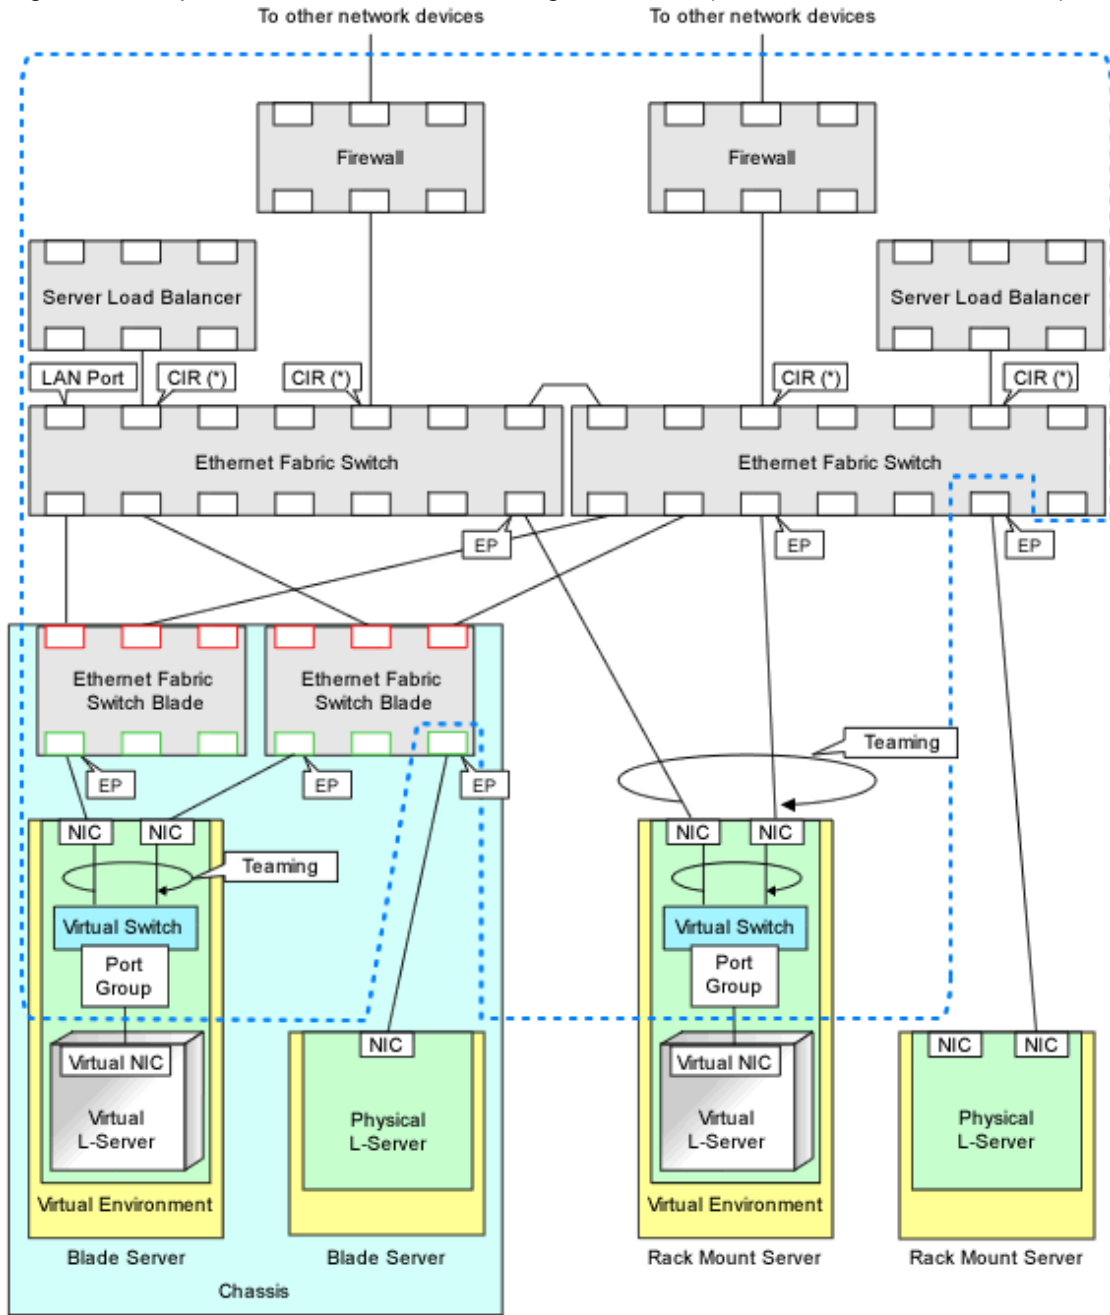 To other network devices
To other network devices
Firewall
Firewall
Server Load Balancer
Server Load Balancer
LAN Port
CIR (*)
CIR (*)
CIR (*)
CIR (*)
Ethernet Fabric Switch
Ethernet Fabric Switch
EP
EP
EP
Ethernet Fabric
Switch Blade
Ethernet Fabric
Switch Blade
Teaming
EP
EP
EP
NIC
NIC
NIC
NIC
Teaming
Virtual Switch
Virtual Switch
Port
Group
Port
Group
NIC
NIC
NIC
Virtual NIC
Virtual NIC
Virtual
L-Server
Physical
L-Server
Virtual
L-Server
Physical
L-Server
Virtual Environment
Virtual Environment
Blade Server
Blade Server
Rack Mount Server
Rack Mount Server
Chassis